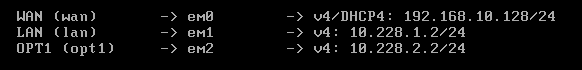 WAN (wan) -> em0 -> v4/DHCP4: 192.168.10.128/24
LAN (lan) -> em1 -> v4: 10.228.1.2/24
OPT1 (opt1) -> em2 -> v4: 10.228.2.2/24